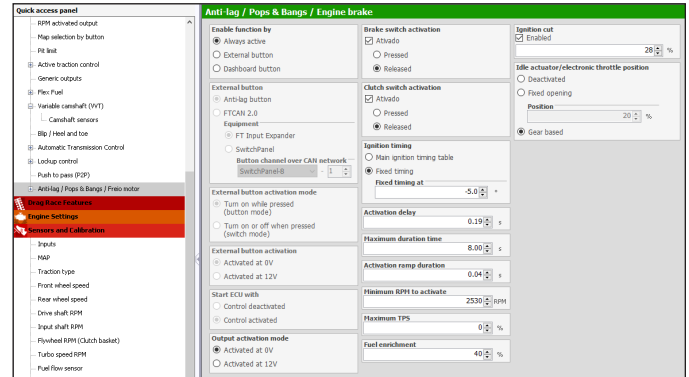 Quick access panel
RPM activated output
Map selection by button
Pit limit
Active traction control
Generic outputs
Flex Fuel
Variable camshaft (VVT)
Camshaft sensors
Blip / Heel and toe
Automatic Transmission Control
Lockup control
Push to pass (P2P)
Anti-lag / Pops & Bangs / Freio motor
Drag Race Features
Engine Settings
Sensors and Calibration
Inputs
MAP
Traction type
Front wheel speed
Rear wheel speed
Drive shaft RPM
Input shaft RPM
Flywheel RPM (Clutch basket)
Turbo speed RPM
Fuel flow sensor
Anti-lag / Pops & Bangs / Engine brake
Enable function by
Always active
External button
Dashboard button
External button
Anti-lag button
FTCAN 2.0
Equipment
FT Input Expander
SwitchPanel
Button channel over CAN network
SwitchPanel-8 - 1
External button activation mode
Turn on while pressed
(button mode)
Turn on or off when pressed
(switch mode)
External button activation
Activated at 0V
Activated at 12V
Start ECU with
Control deactivated
Control activated
Output activation mode
Activated at 0V
Activated at 12V
Brake switch activation
Ativado
Pressed
Released
Clutch switch activation
Ativado
Pressed
Released
Ignition timing
Main ignition timing table
Fixed timing
Fixed timing at
-5.0 °
Activation delay
0.19 s
Maximum duration time
8.00 s
Activation ramp duration
0.04 s
Minimum RPM to activate
2530 RPM
Maximum TPS
0 %
Fuel enrichment
40 %
Ignition cut
Enabled
28 %
Idle actuator/electronic throttle position
Deactivated
Fixed opening
Position
20 %
Gear based